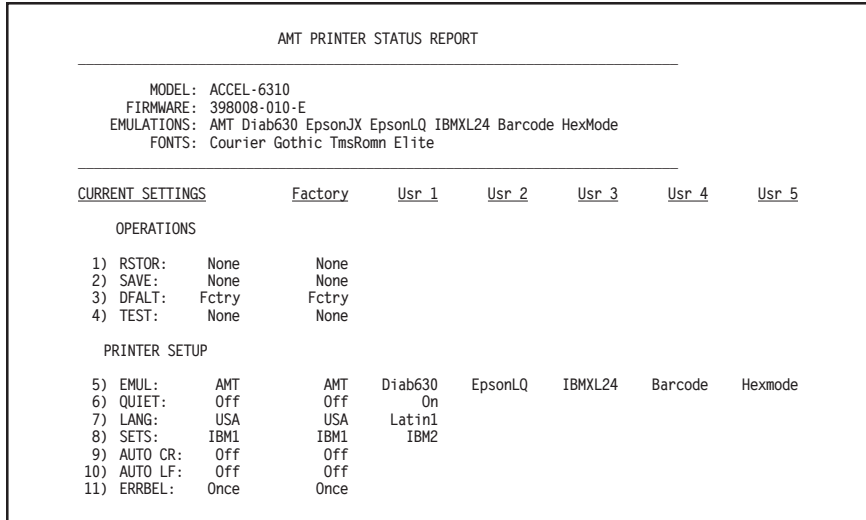 AMT PRINTER STATUS REPORT
MODEL: ACCEL-6310
FIRMWARE: 398008-010-E
EMULATIONS: AMT Diab630 EpsonJX EpsonLQ IBMXL24 Barcode HexMode
FONTS: Courier Gothic TmsRomn Elite
CURRENT SETTINGS Factory Usr 1 Usr 2 Usr 3 Usr 4 Usr 5
OPERATIONS
1) RSTOR: None None
2) SAVE: None None
3) DFALT: Fctry Fctry
4) TEST: None None
PRINTER SETUP
5) EMUL: AMT AMT Diab630 EpsonLQ IBMXL24 Barcode Hexmode
6) QUIET: Off Off On
7) LANG: USA USA Latin1
8) SETS: IBM1 IBM1 IBM2
9) AUTO CR: Off Off
10) AUTO LF: Off Off
11) ERRBEL: Once Once